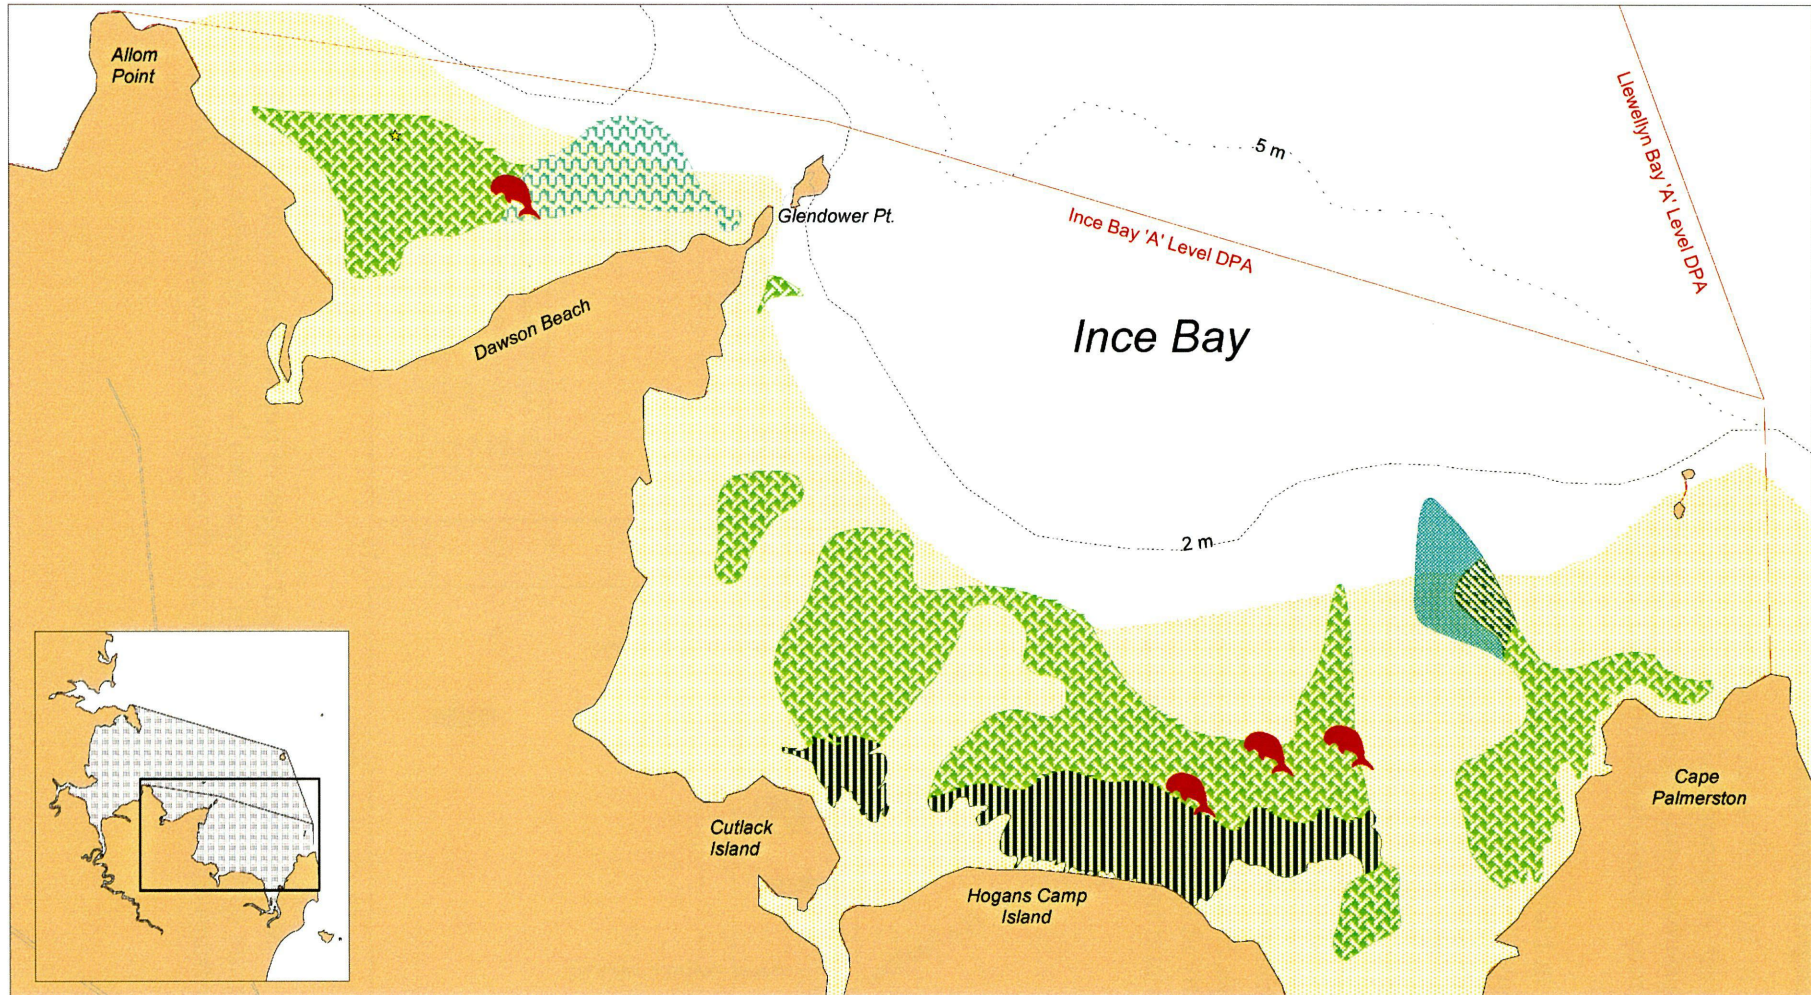 Allom
Point
5 m
Llewellyn Bay 'A' Level DPA
Glendower Pt.
Ince Bay 'A' Level DPA
Dawson Beach
Ince Bay
2 m
Cape
Palmerston
Cutlack
Island
Hogans Camp
Island